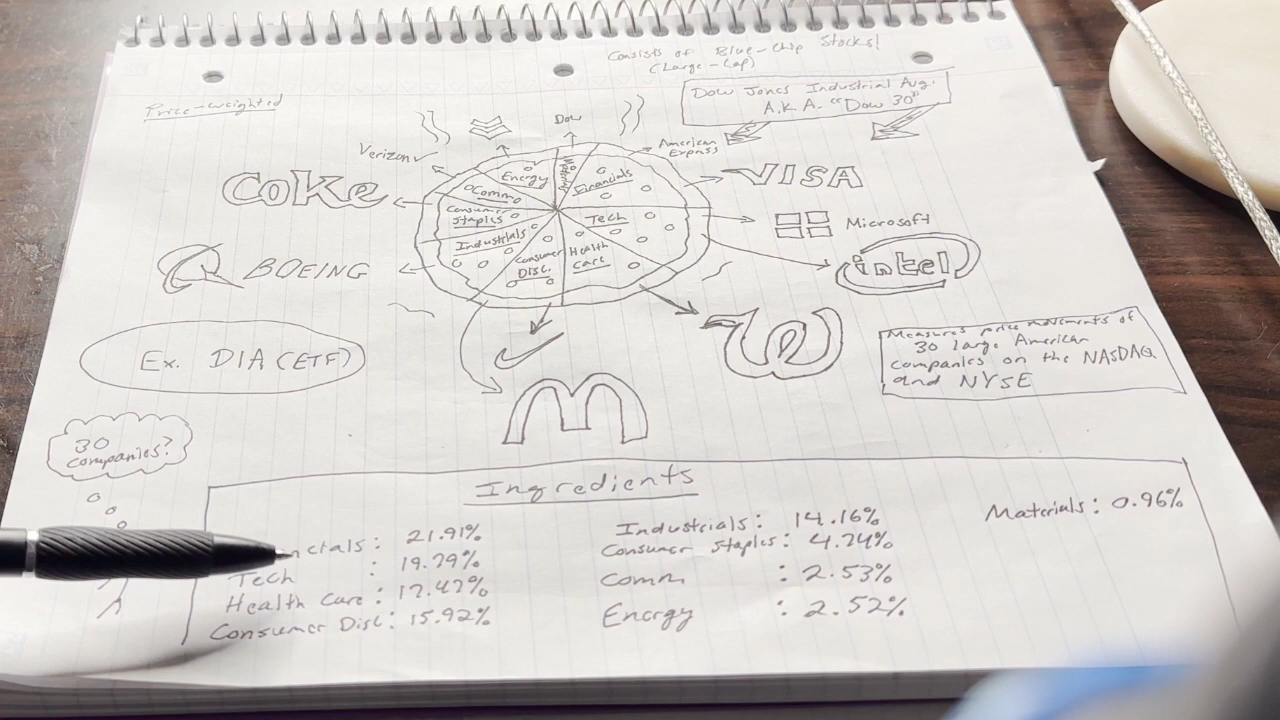 Consists of Blue-Chip Stocks!
(Large-Cap)
Dow Jones Industrial Avg.
A.K.A. "Dow 30"
Price-weighted
Dow
Verizon
American
Express
Coke
VISA
Microsoft
BOEING
intel
Energy
Materials
Financials
Comm
Consumer
Staples
Tech
Industrials
Consumer
Disc.
Health
Care
Ex. DIA (ETF)
Measures price movements of
30 large American
companies on the NASDAQ
and NYSE
30
Companies?
Ingredients
ncials: 21.91%
Tech : 19.79%
Health Care: 17.47%
Consumer Disc: 15.92%
Industrials: 14.16%
Consumer Staples: 4.74%
Comm : 2.53%
Energy : 2.52%
Materials: 0.96%